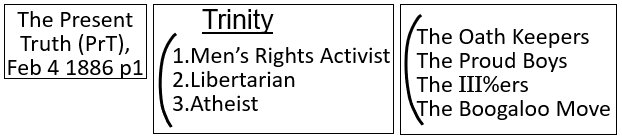 The Present
Truth (PrT),
Feb 4 1886 p1
Trinity
1.Men's Rights Activist
2.Libertarian
3.Atheist
The Oath Keepers
The Proud Boys
The III%ers
The Boogaloo Move